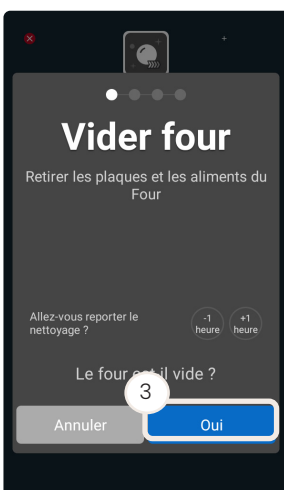 Vider four
Retirer les plaques et les aliments du
Four
Allez-vous reporter le
nettoyage ?
-1
heure
+1
heure
Le four est il vide ?
3
Annuler
Oui